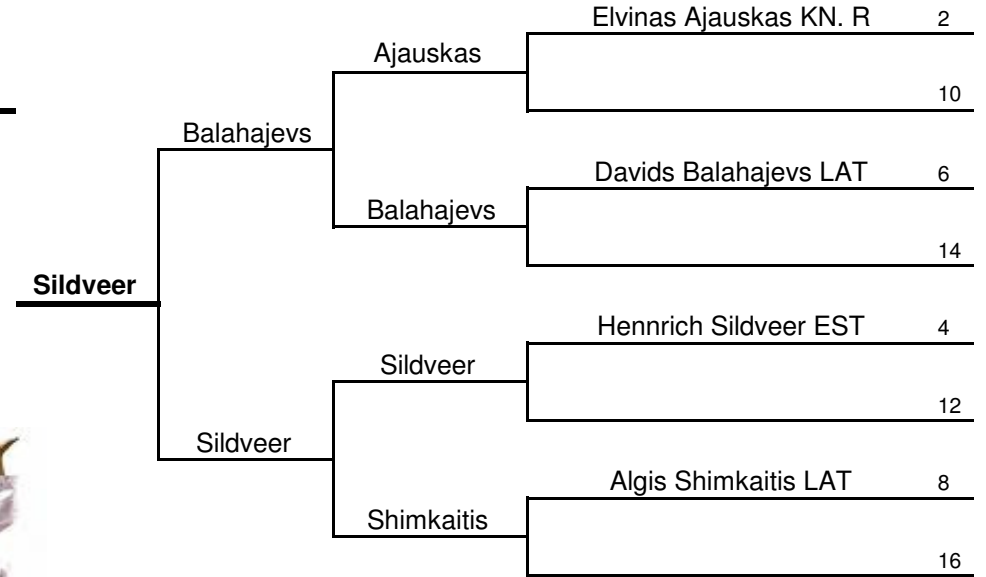 Elvinas Ajauskas KN. R 2
Ajauskas
10
Balahajevs
Davids Balahajevs LAT 6
Balahajevs
14
Sildveer
Hennrich Sildveer EST 4
Sildveer
12
Sildveer
Algis Shimkaitis LAT 8
Shimkaitis
16